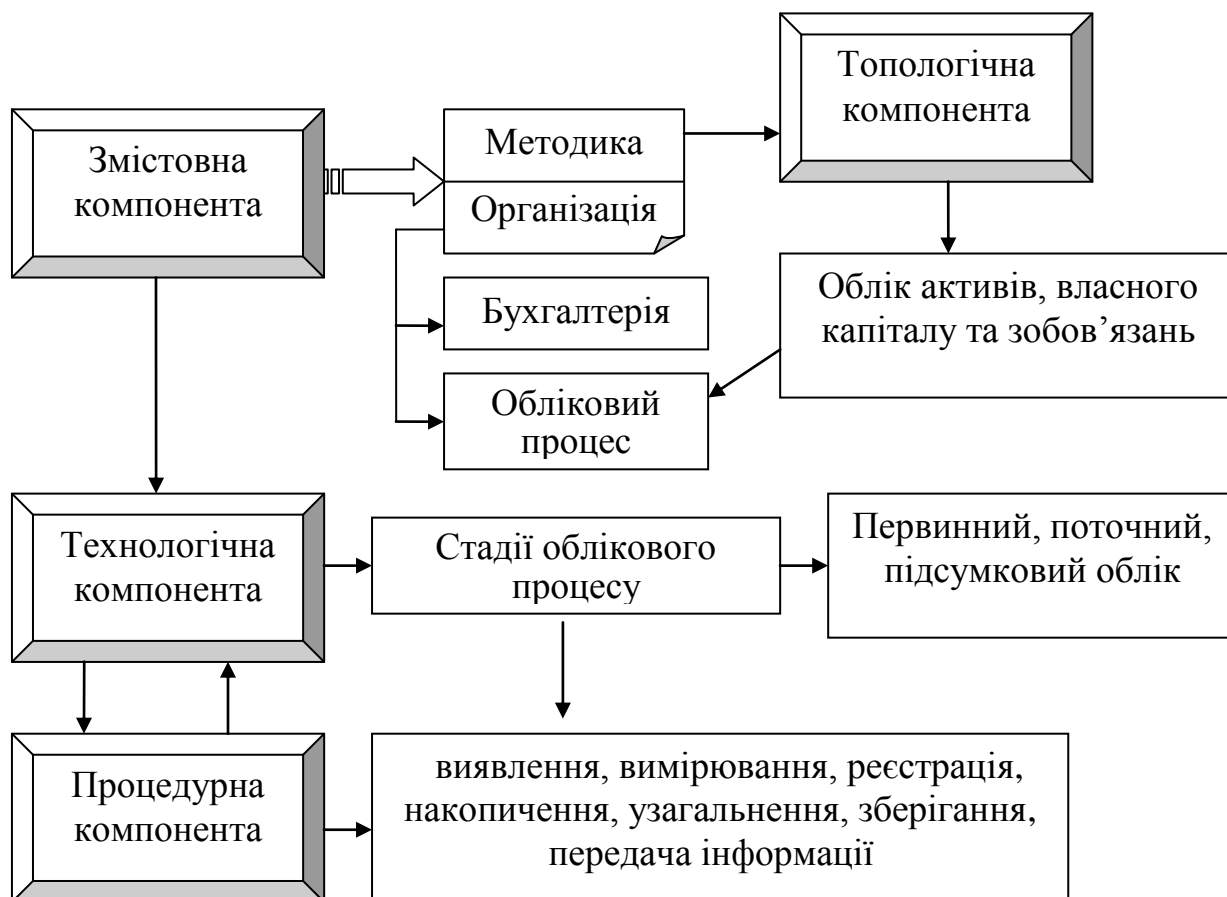 Топологічна
компонента
Змістовна
компонента
Методика
Організація
Бухгалтерія
Обліковий
процес
Облік активів, власного
капіталу та зобов’язань
Технологічна
компонента
Стадії облікового
процесу
Первинний, поточний,
підсумковий облік
Процедурна
компонента
виявлення, вимірювання, реєстрація,
накопичення, узагальнення, зберігання,
передача інформації